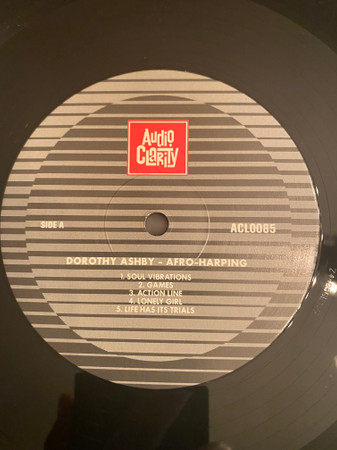 Audio
Clarity
SIDE A
ACL0085
DOROTHY ASHBY - AFRO-HARPING
1. SOUL VIBRATIONS
2. GAMES
3. ACTION LINE
4. LONELY GIRL
5. LIFE HAS ITS TRIALS